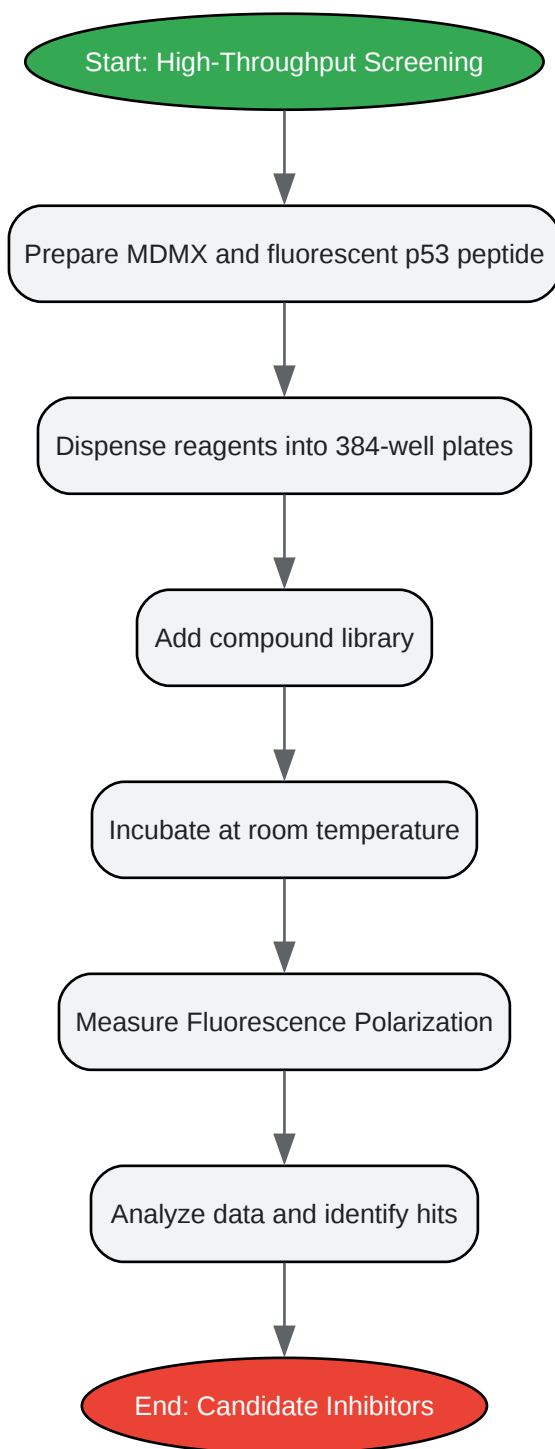 Start: High-Throughput Screening
Prepare MDMX and fluorescent p53 peptide
Dispense reagents into 384-well plates
Add compound library
Incubate at room temperature
Measure Fluorescence Polarization
Analyze data and identify hits
End: Candidate Inhibitors